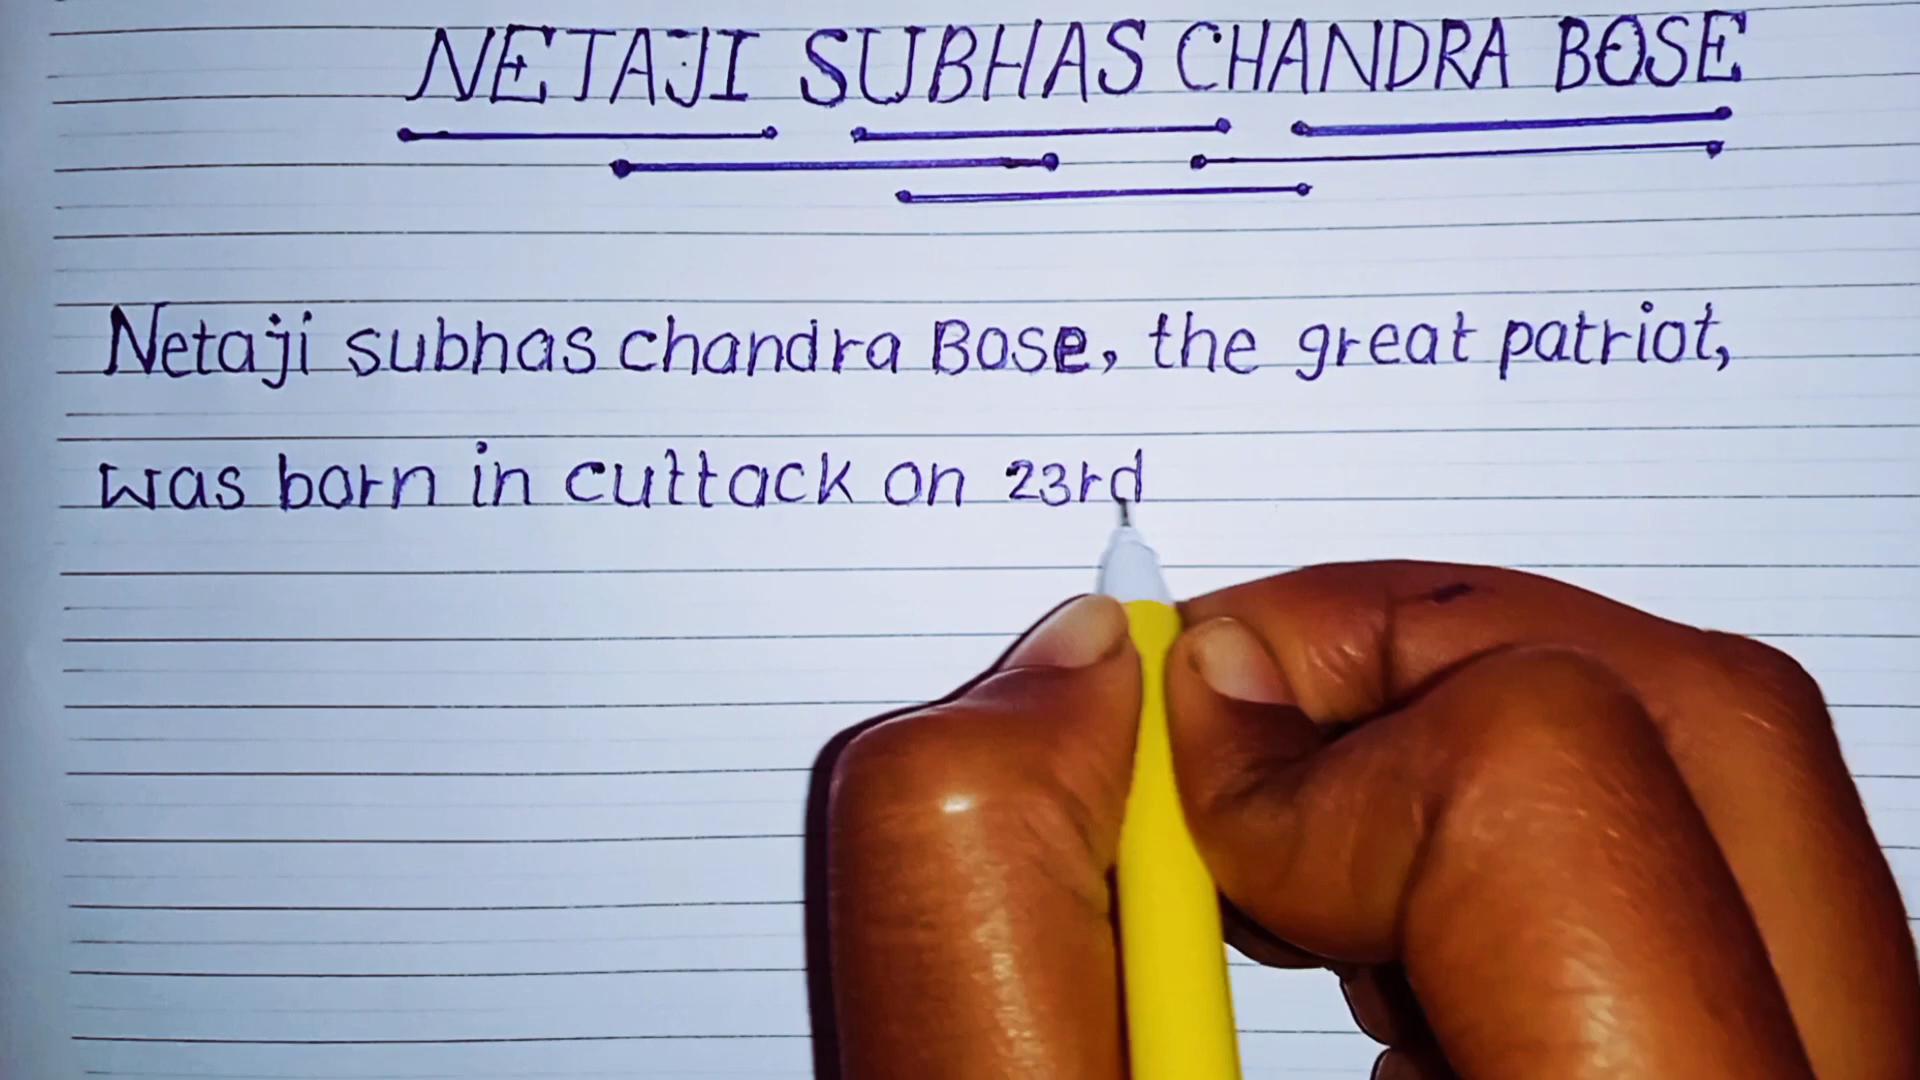 NETAJI SUBHAS CHANDRA BOSE
Netaji subhas chandra Bose, the great patriot,
was born in cuttack on 23rd